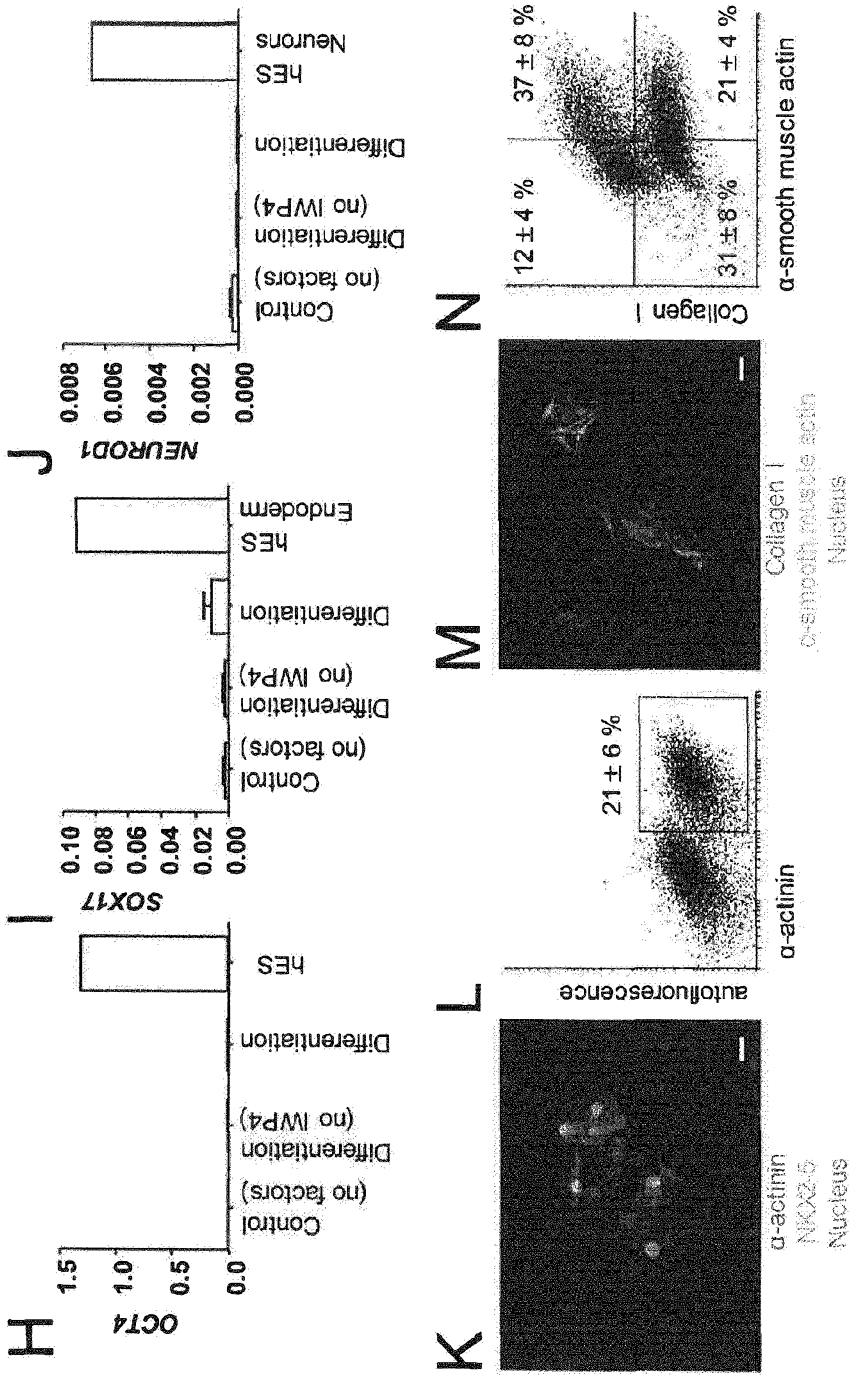 H
OCT4
1.5
1.0
0.5
0.0
Control
(no factors)
Differentiation
(no IWP4)
Differentiation
hES
I
SOX17
0.10
0.08
0.06
0.04
0.02
0.00
Control
(no factors)
Differentiation
(no IWP4)
Differentiation
hES
Endoderm
J
NEUROD1
0.008
0.006
0.004
0.002
0.000
Control
(no factors)
Differentiation
(no IWP4)
Differentiation
hES
Neurons
K
α-actinin
NKX2-5
Nucleus
L
autofluorescence
21 ± 6 %
α-actinin
M
Collagen I
α-smooth muscle actin
Nucleus
N
Collagen I
12 ± 4 %
37 ± 8 %
31 ± 8 %
21 ± 4 %
α-smooth muscle actin